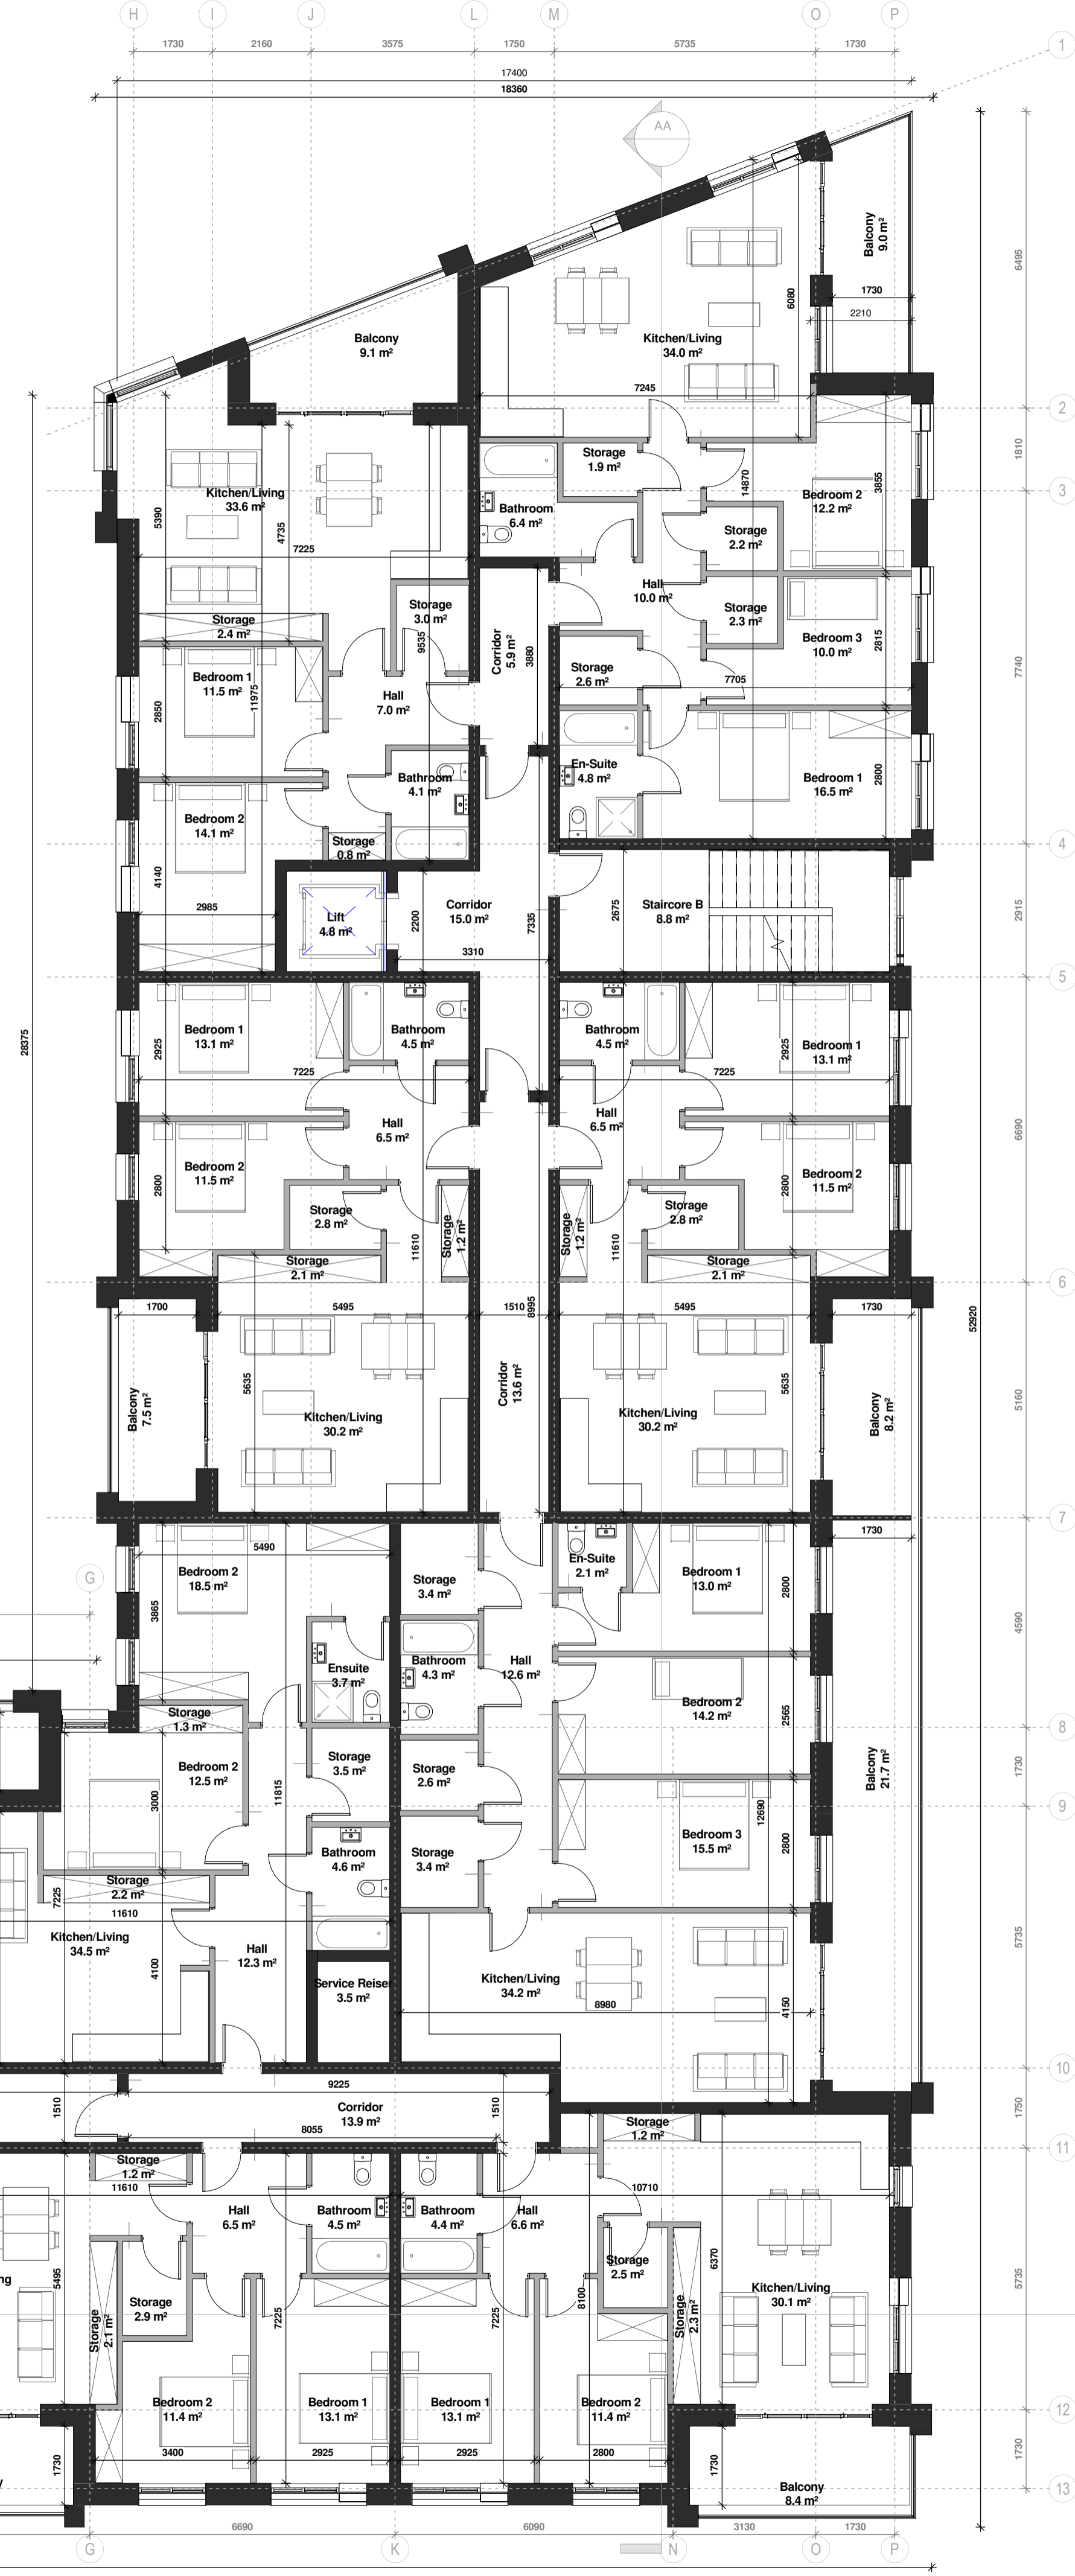 H I J L M O P
1730 2160 3575 1750 5735 1730
1
17400
18360
AA
Balcony
9.0 m²
6495
1730
2210
6080
Balcony
9.1 m²
Kitchen/Living
34.0 m²
7245
2
Storage
1.9 m²
14870
3855
1810
Kitchen/Living
33.6 m²
Bedroom 2
12.2 m²
3
Bathroom
6.4 m²
5390
4735
Storage
2.2 m²
7225
Hall
10.0 m²
Storage
3.0 m²
Storage
2.3 m²
Storage
2.4 m²
9535
Corridor
5.9 m²
3880
Bedroom 3
10.0 m²
2815
7740
Bedroom 1
11.5 m²
Storage
2.6 m²
7705
Hall
7.0 m²
11975
2850
En-Suite
4.8 m²
Bathroom
4.1 m²
Bedroom 1
16.5 m²
2800
Bedroom 2
14.1 m²
Storage
0.8 m²
4
4140
2985
Lift
4.8 m²
2200
Corridor
15.0 m²
7335
2675
Staircore B
8.8 m²
2915
3310
5
28375
Bedroom 1
13.1 m²
2925
Bathroom
4.5 m²
Bathroom
4.5 m²
Bedroom 1
13.1 m²
2925
7225
7225
Hall
6.5 m²
Hall
6.5 m²
6690
Bedroom 2
11.5 m²
2800
Bedroom 2
11.5 m²
2800
Storage
2.8 m²
11610
Storage
1.2 m²
Storage
1.2 m²
11610
Storage
2.8 m²
Storage
2.1 m²
Storage
2.1 m²
6
1700
5495
1510
8995
5495
1730
52920
Balcony
7.5 m²
5635
Kitchen/Living
30.2 m²
Corridor
13.6 m²
Kitchen/Living
30.2 m²
5635
Balcony
8.2 m²
5160
7
1730
5490
Bedroom 2
18.5 m²
En-Suite
2.1 m²
Bedroom 1
13.0 m²
2800
G
Storage
3.4 m²
3865
4590
Ensuite
3.7 m²
Bathroom
4.3 m²
Hall
12.6 m²
Bedroom 2
14.2 m²
2565
Storage
1.3 m²
8
Bedroom 2
12.5 m²
Storage
3.5 m²
Storage
2.6 m²
Balcony
21.7 m²
1730
3000
11815
12690
9
Bathroom
4.6 m²
Storage
3.4 m²
Bedroom 3
15.5 m²
2800
Storage
2.2 m²
7225
11610
Kitchen/Living
34.5 m²
4100
Hall
12.3 m²
5735
Service Reiser
3.5 m²
Kitchen/Living
34.2 m²
8980
4150
10
9225
1510
Corridor
13.9 m²
1510
1750
8055
11
Storage
1.2 m²
Storage
1.2 m²
11610
10710
Hall
6.5 m²
Bathroom
4.5 m²
Bathroom
4.4 m²
Hall
6.6 m²
5495
Storage
2.5 m²
6370
ng
Storage
2.1 m²
Storage
2.9 m²
7225
7225
8100
Storage
2.3 m²
Kitchen/Living
30.1 m²
5735
Bedroom 2
11.4 m²
Bedroom 1
13.1 m²
Bedroom 1
13.1 m²
Bedroom 2
11.4 m²
12
3400
2925
2925
2800
1730
1730
1730
y
Balcony
8.4 m²
13
6690 6090 3130 1730
G K N O P